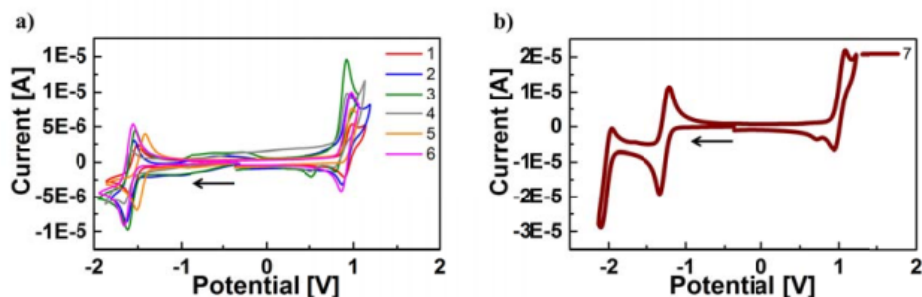 a)
Current [A]
1E-5
1E-5
5E-6
0
-5E-6
-1E-5
-2
-1
0
1
2
Potential [V]
1
2
3
4
5
6
b)
Current [A]
2E-5
1E-5
0
-1E-5
-2E-5
-3E-5
-2
-1
0
1
2
Potential [V]
7